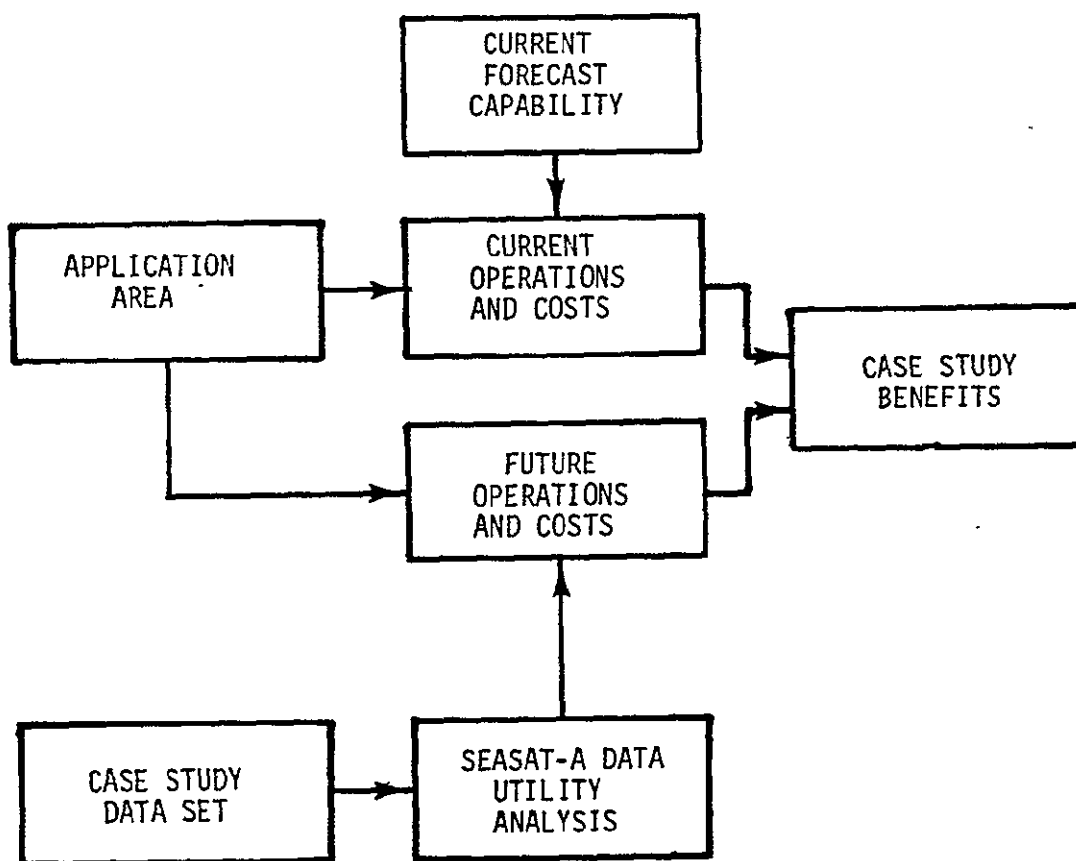 CURRENT
FORECAST
CAPABILITY
APPLICATION
AREA
CURRENT
OPERATIONS
AND COSTS
CASE STUDY
BENEFITS
FUTURE
OPERATIONS
AND COSTS
CASE STUDY
DATA SET
SEASAT-A DATA
UTILITY
ANALYSIS